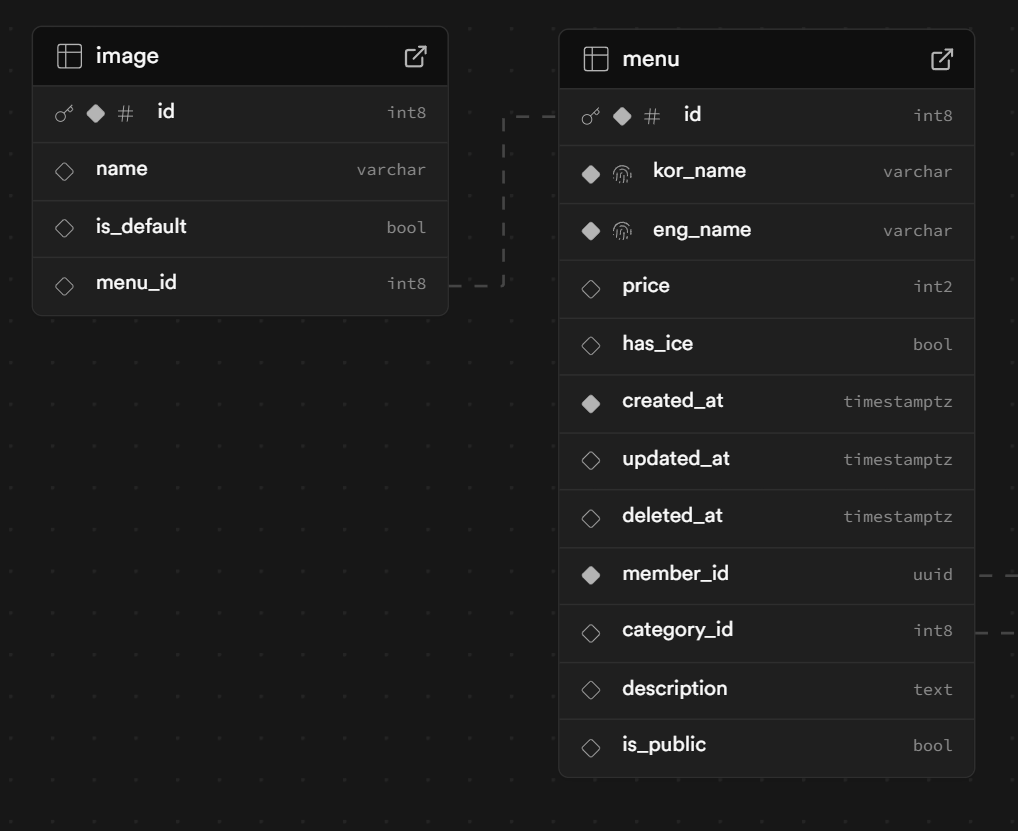 image
# id int8
name varchar
is_default bool
menu_id int8
menu
# id int8
kor_name varchar
eng_name varchar
price int2
has_ice bool
created_at timestamptz
updated_at timestamptz
deleted_at timestamptz
member_id uuid
category_id int8
description text
is_public bool